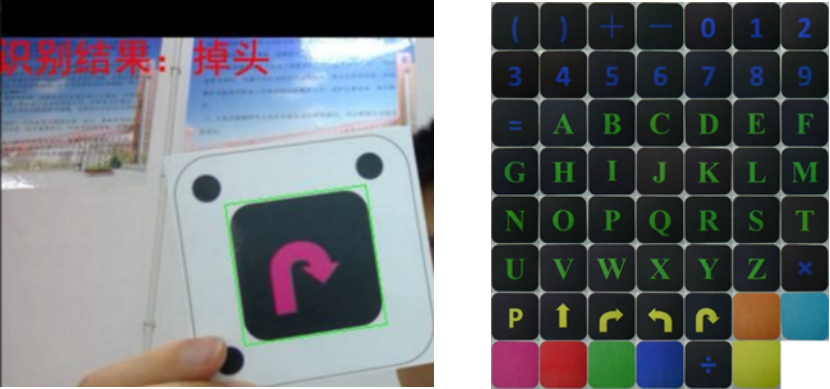 识别结果：掉头
( ) + − 0 1 2
3 4 5 6 7 8 9
= A B C D E F
G H I J K L M
N O P Q R S T
U V W X Y Z ×
P
÷